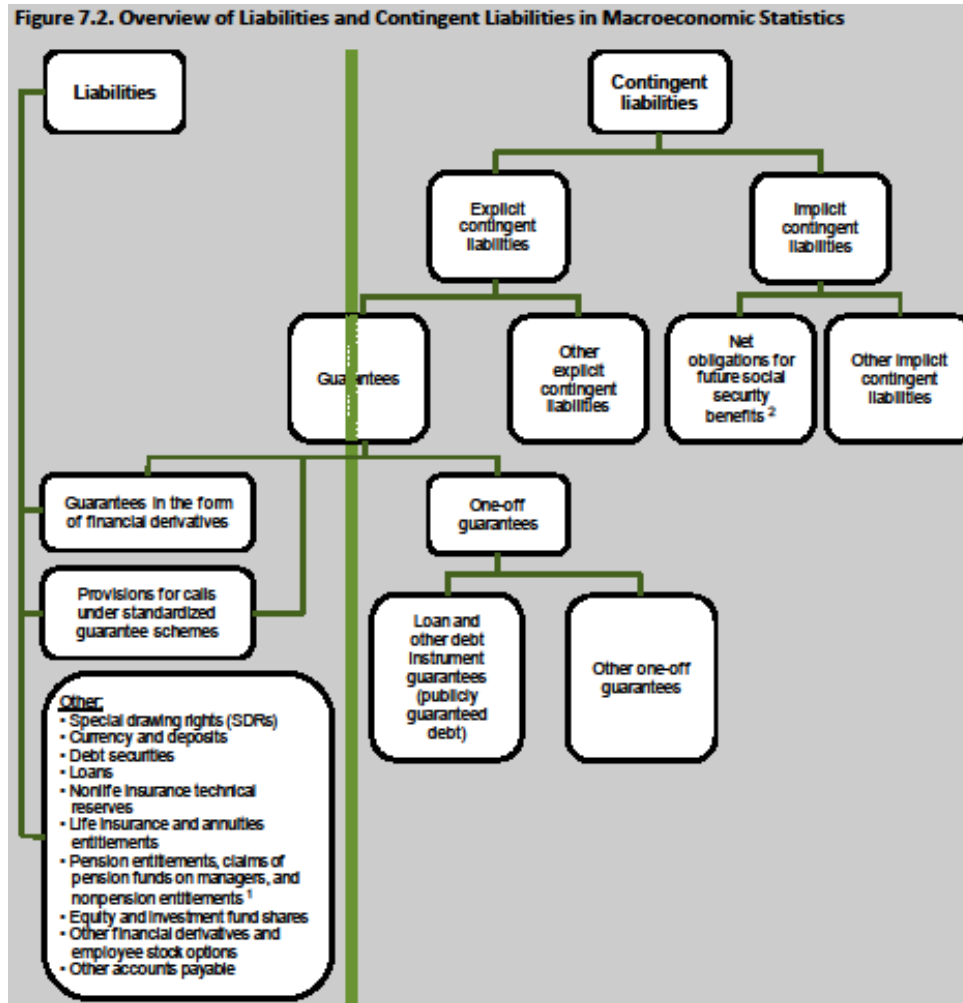 Figure 7.2. Overview of Liabilities and Contingent Liabilities in Macroeconomic Statistics
Liabilities
Contingent
liabilities
Explicit
contingent
liabilities
Implicit
contingent
liabilities
Guarantees
Other
explicit
contingent
liabilities
Net
obligations for
future social
security
benefits 2
Other implicit
contingent
liabilities
Guarantees in the form
of financial derivatives
One-off
guarantees
Provisions for calls
under standardized
guarantee schemes
Loan and
other debt
instrument
guarantees
(publicly
guaranteed
debt)
Other one-off
guarantees
Other:
• Special drawing rights (SDRs)
• Currency and deposits
• Debt securities
• Loans
• Nonlife insurance technical
reserves
• Life insurance and annuities
entitlements
• Pension entitlements, claims of
pension funds on managers, and
nonpension entitlements 1
• Equity and investment fund shares
• Other financial derivatives and
employee stock options
• Other accounts payable